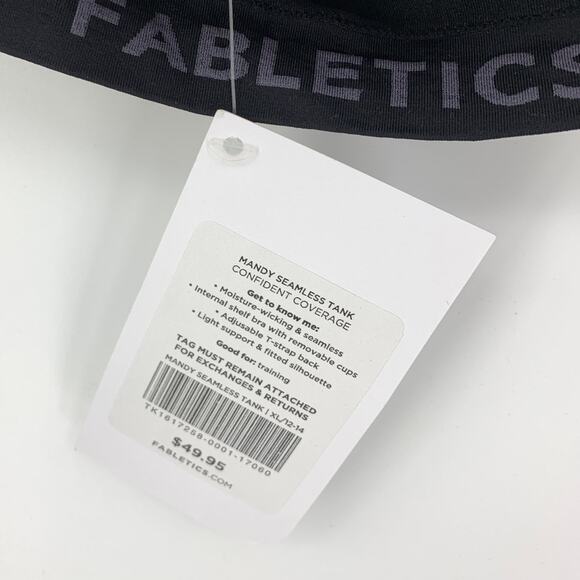 FABLETICS
MANDY SEAMLESS TANK
CONFIDENT COVERAGE
Get to know me:
• Moisture-wicking & seamless
• Internal shelf bra with removable cups
• Adjusable T-strap back
• Light support & fitted silhouette
Good for: training
TAG MUST REMAIN ATTACHED
FOR EXCHANGES & RETURNS
MANDY SEAMLESS TANK | XL/12-14
TK1617258-0001-17060
$49.95
FABLETICS.COM